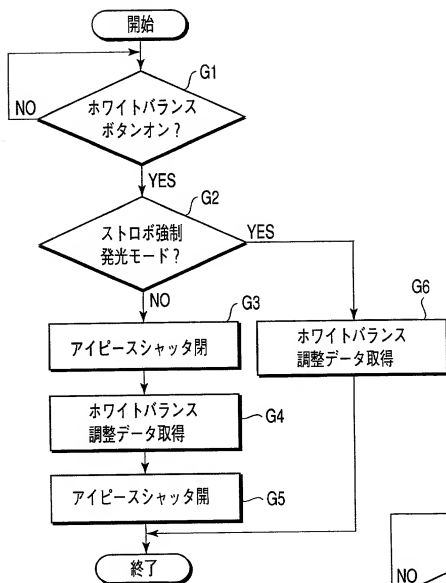 開始
G1
ホワイトバランス
ボタンオン？
NO
YES
G2
ストロボ強制
発光モード？
YES
NO
G3
アイピースシャッタ閉
G6
ホワイトバランス
調整データ取得
ホワイトバランス
調整データ取得
G4
アイピースシャッタ開
G5
終了
NO